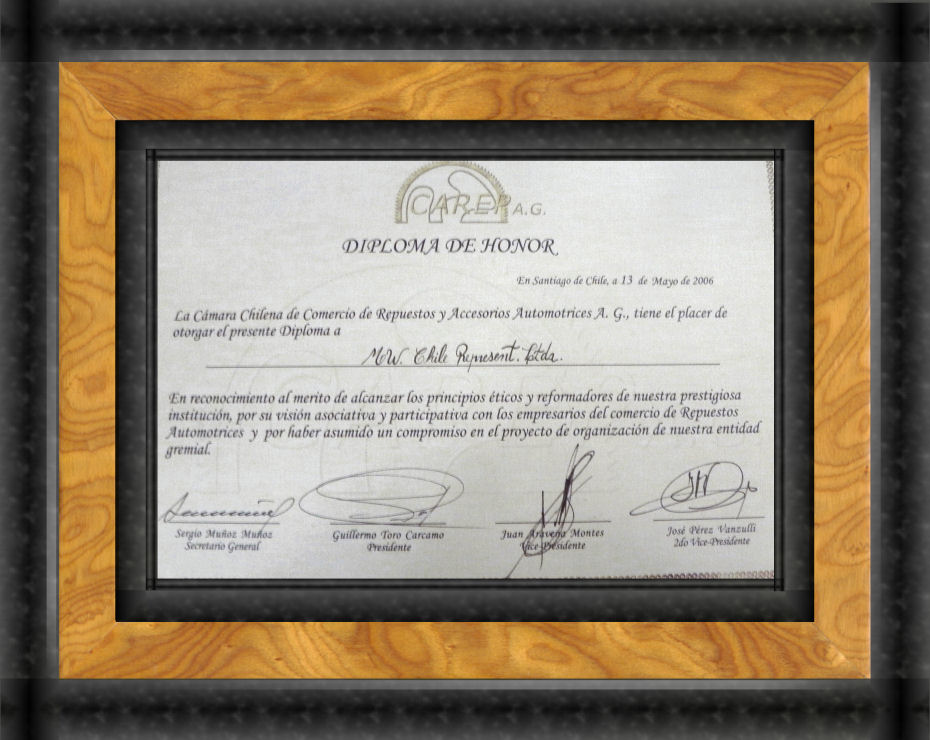 CAREP A.G.
DIPLOMA DE HONOR
En Santiago de Chile, a 13 de Mayo de 2006
La Cámara Chilena de Comercio de Repuestos y Accesorios Automotrices A. G., tiene el placer de
otorgar el presente Diploma a
MW. Chile Represent. Ltda.
En reconocimiento al merito de alcanzar los principios éticos y reformadores de nuestra prestigiosa
institución, por su visión asociativa y participativa con los empresarios del comercio de Repuestos
Automotrices y por haber asumido un compromiso en el proyecto de organización de nuestra entidad
gremial.
Sergio Muñoz Muñoz
Secretario General
Guillermo Toro Carcamo
Presidente
Juan Aravena Montes
Vice-Presidente
José Pérez Vanzulli
2do Vice-Presidente